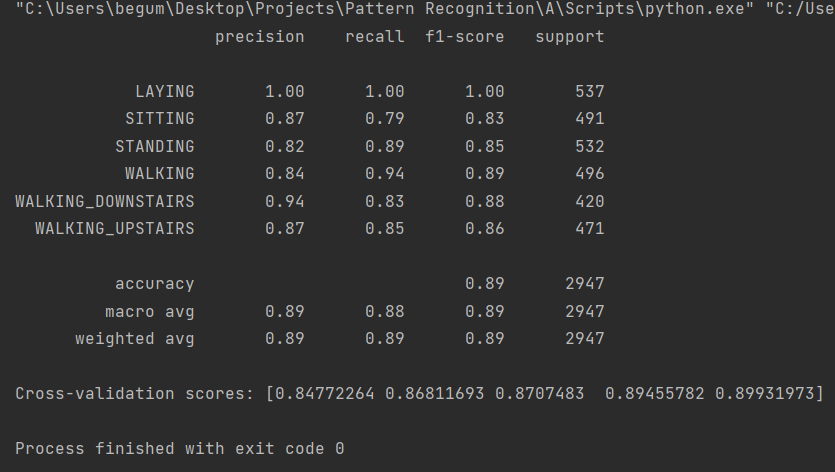 "C:\Users\begum\Desktop\Projects\Pattern Recognition\A\Scripts\python.exe" "C:/Use
precision recall f1-score support
LAYING 1.00 1.00 1.00 537
SITTING 0.87 0.79 0.83 491
STANDING 0.82 0.89 0.85 532
WALKING 0.84 0.94 0.89 496
WALKING_DOWNSTAIRS 0.94 0.83 0.88 420
WALKING_UPSTAIRS 0.87 0.85 0.86 471
accuracy 0.89 2947
macro avg 0.89 0.88 0.89 2947
weighted avg 0.89 0.89 0.89 2947
Cross-validation scores: [0.84772264 0.86811693 0.8707483  0.89455782 0.89931973]
Process finished with exit code 0